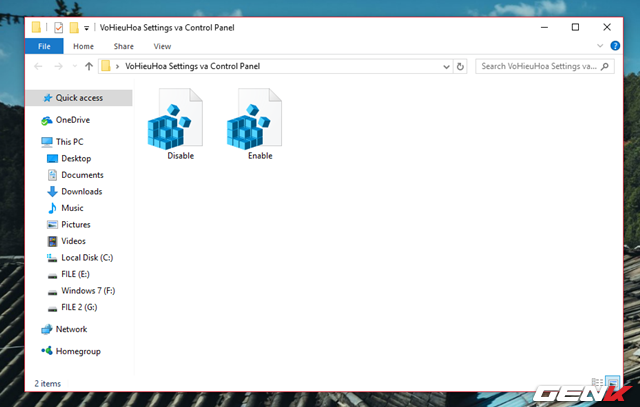 VoHieuHoa Settings va Control Panel
File Home Share View
VoHieuHoa Settings va Control Panel
Search VoHieuHoa Settings va...
Quick access
OneDrive
This PC
Desktop
Documents
Downloads
Music
Pictures
Videos
Local Disk (C:)
FILE (E:)
Windows 7 (F:)
FILE 2 (G:)
Network
Homegroup
Disable Enable
2 items
GENK